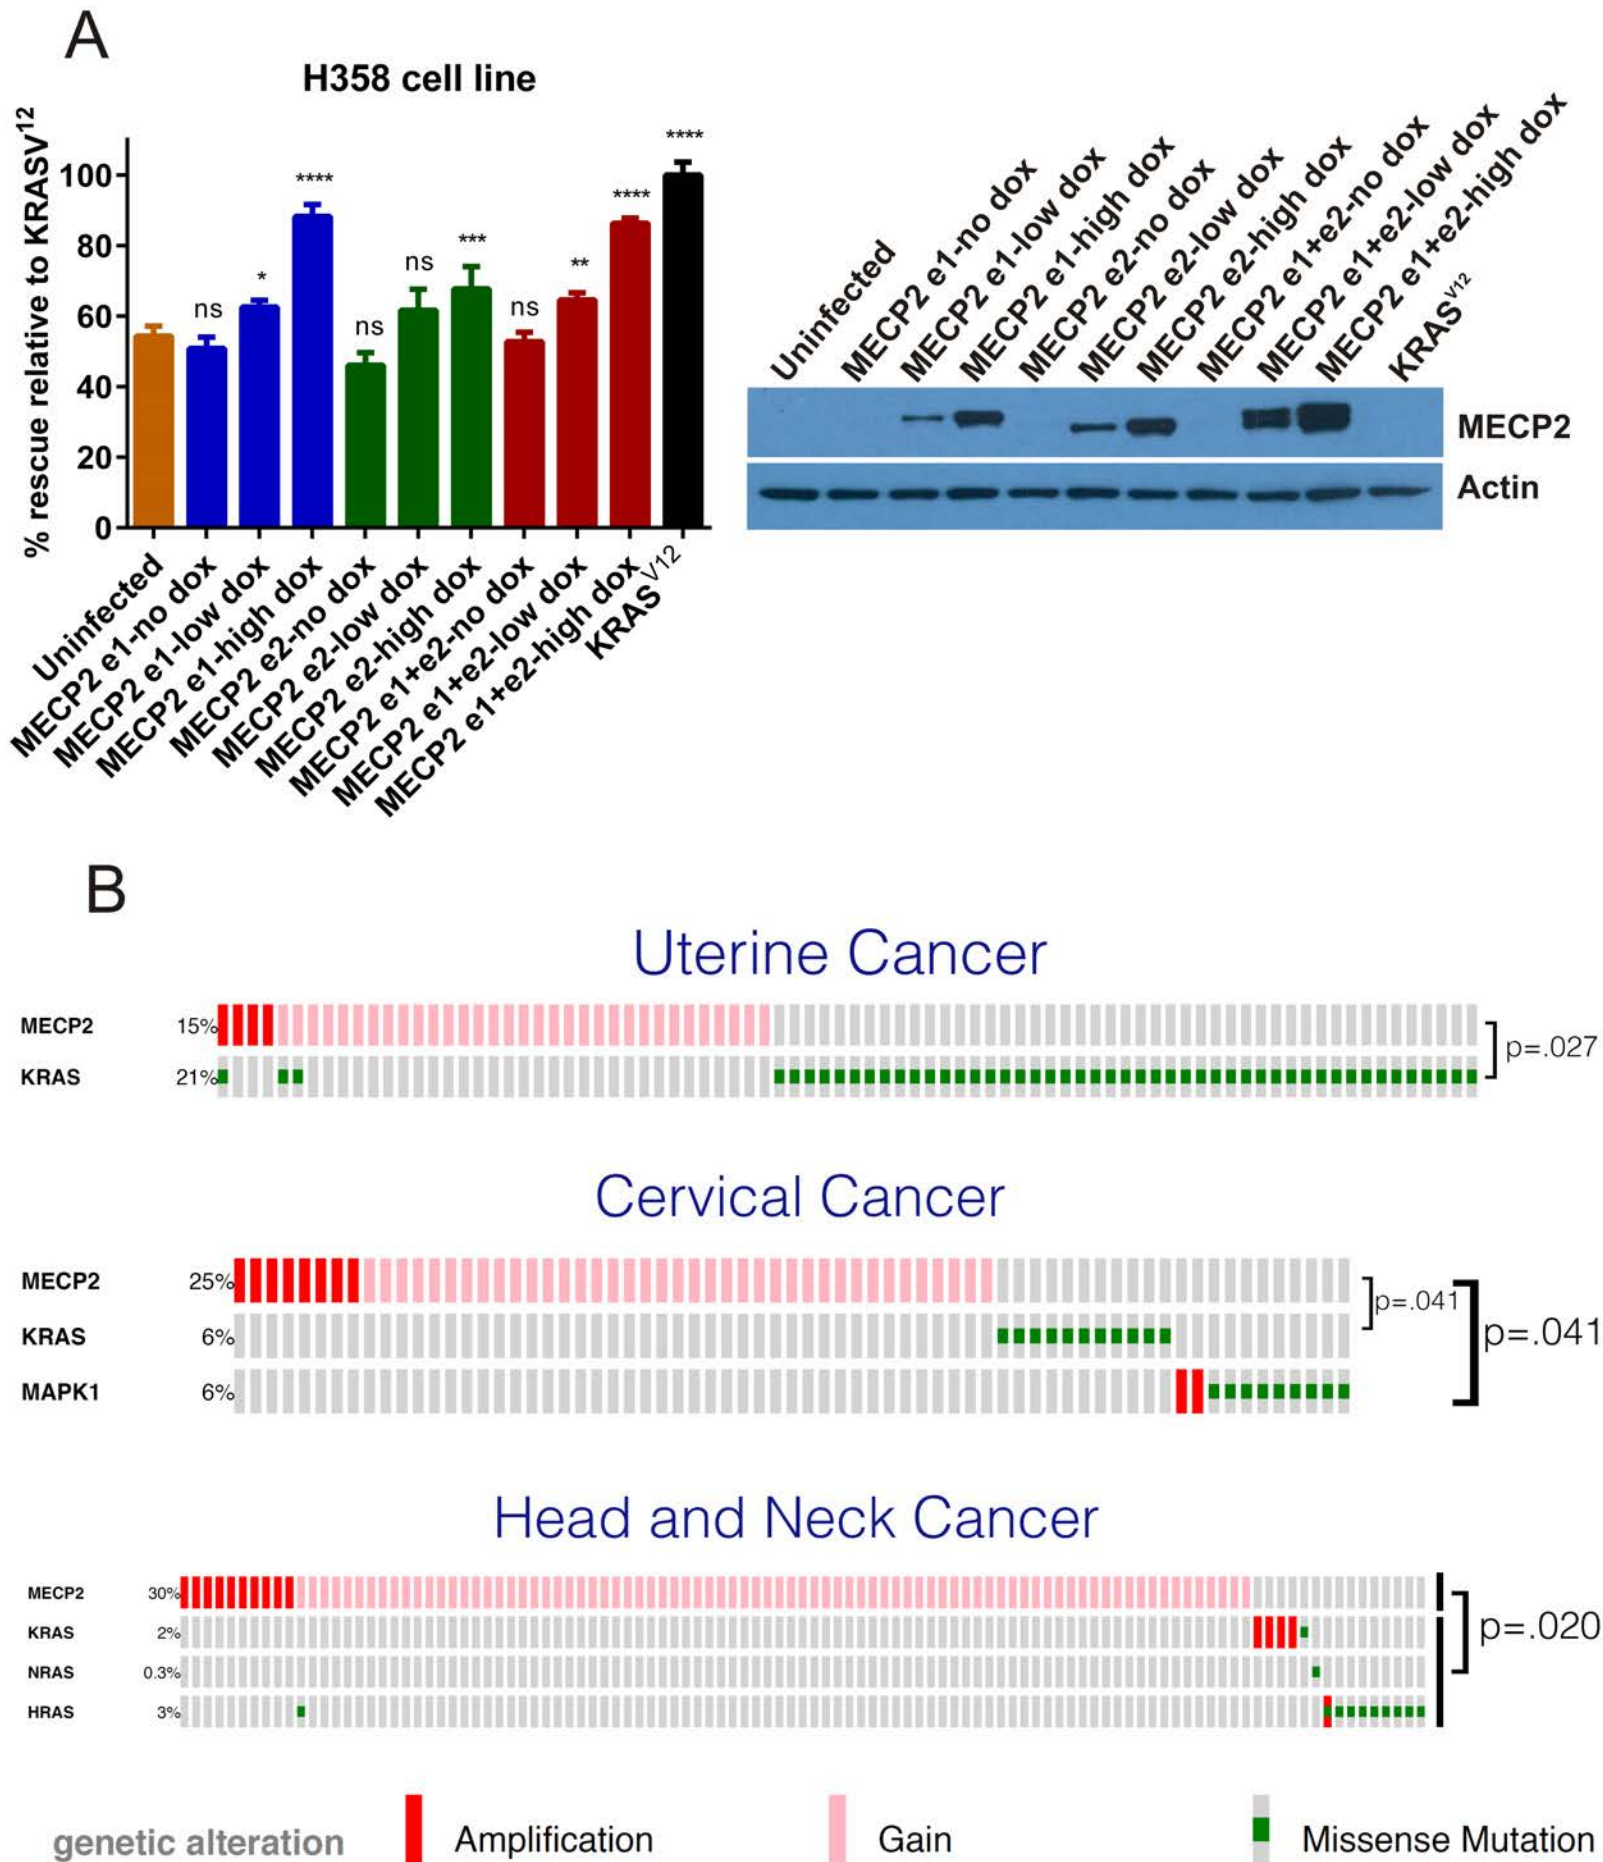 A
H358 cell line
% rescue relative to KRASV12
100
80
60
40
20
0
ns
*
****
ns
ns
***
ns
**
****
****
Uninfected
MECP2 e1-no dox
MECP2 e1-low dox
MECP2 e1-high dox
MECP2 e2-no dox
MECP2 e2-low dox
MECP2 e2-high dox
MECP2 e1+e2-no dox
MECP2 e1+e2-low dox
MECP2 e1+e2-high dox
KRASV12
Uninfected
MECP2 e1-no dox
MECP2 e1-low dox
MECP2 e1-high dox
MECP2 e2-no dox
MECP2 e2-low dox
MECP2 e2-high dox
MECP2 e1+e2-no dox
MECP2 e1+e2-low dox
MECP2 e1+e2-high dox
KRASV12
MECP2
Actin
B
Uterine Cancer
MECP2 15%
KRAS 21%
p=.027
Cervical Cancer
MECP2 25%
KRAS 6%
MAPK1 6%
p=.041
p=.041
Head and Neck Cancer
MECP2 30%
KRAS 2%
NRAS 0.3%
HRAS 3%
p=.020
genetic alteration Amplification Gain Missense Mutation